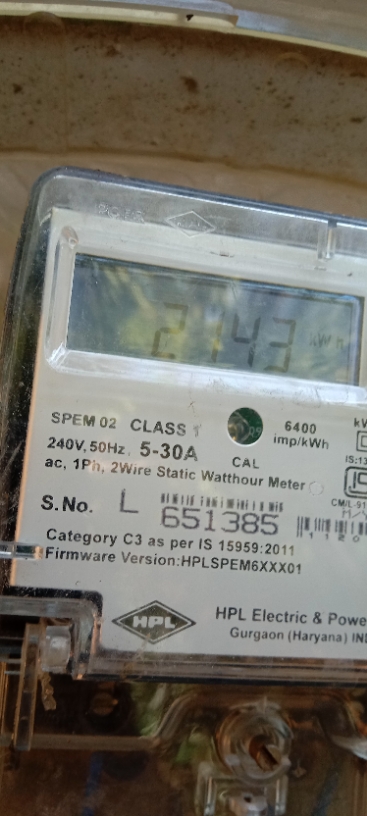 2143 kWh
SPEM 02 CLASS 1
6400 imp/kWh
240V, 50Hz, 5-30A
CAL
ac, 1Ph, 2Wire Static Watthour Meter
S.No. L 651385
Category C3 as per IS 15959:2011
Firmware Version:HPLSPEM6XXX01
HPL
HPL Electric & Powe
Gurgaon (Haryana) IND